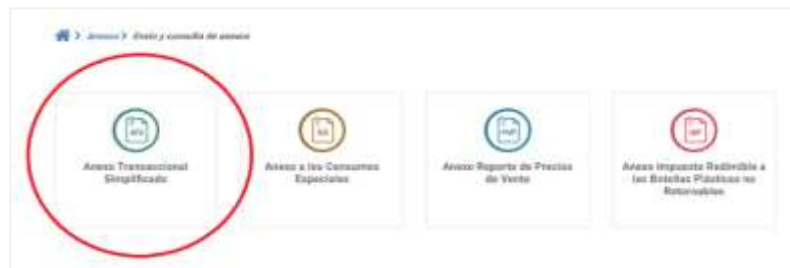 Anexos > Envío y consulta de anexos
Anexo Transaccional
Simplificado
Anexo a los Consumos
Especiales
Anexo Reporte de Precios
de Venta
Anexo Impuesto Redimible a
las Botellas Plásticas no
Retornables